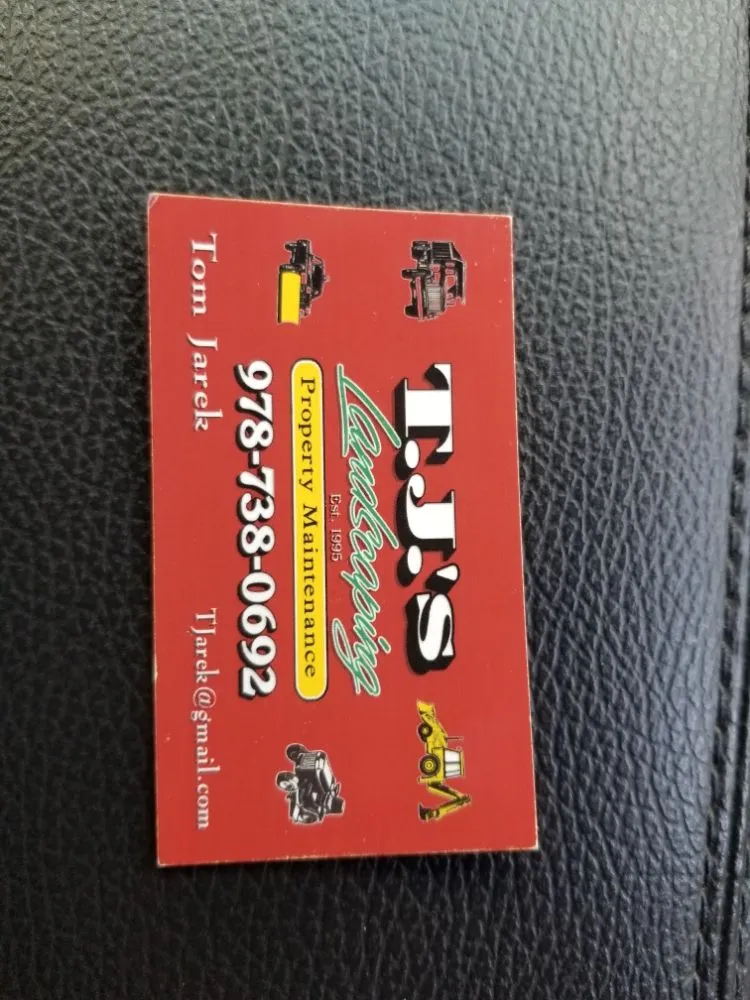 T.J.'s
Landscaping
Est. 1995
Property Maintenance
978-738-0692
Tom Jarek
TJarek@gmail.com